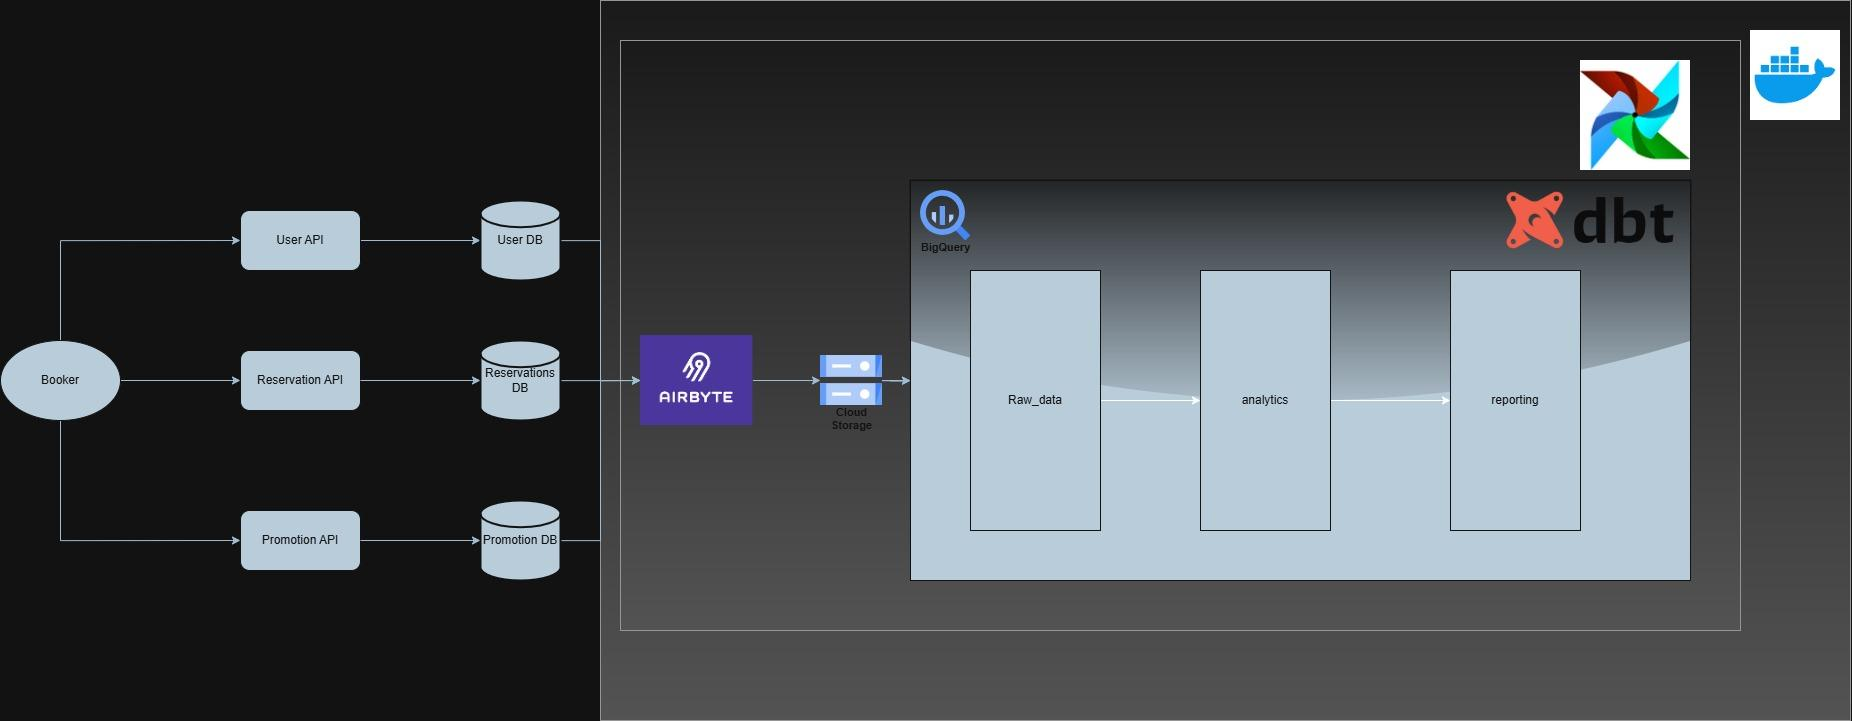 User API
User DB
Booker
Reservation API
Reservations
DB
Promotion API
Promotion DB
AIRBYTE
Cloud
Storage
BigQuery
dbt
Raw_data
analytics
reporting